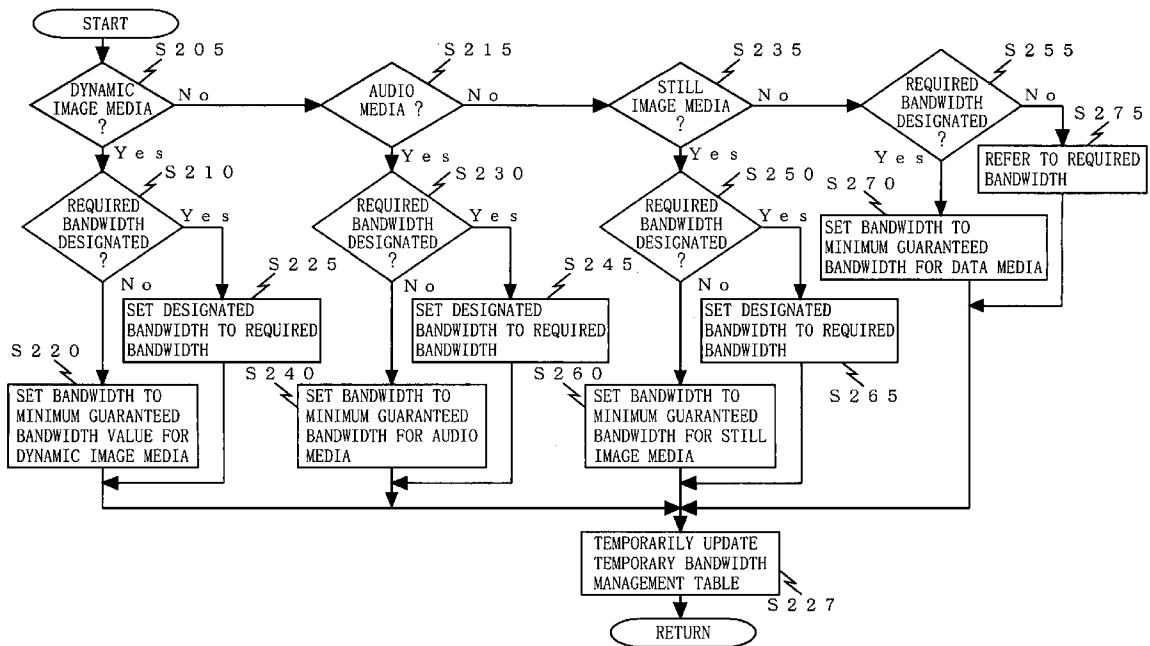 START
S205
DYNAMIC
IMAGE MEDIA
?
No
Yes
S215
AUDIO
MEDIA ?
No
Yes
S235
STILL
IMAGE MEDIA
?
No
Yes
S255
REQUIRED
BANDWIDTH
DESIGNATED
?
No
Yes
S275
REFER TO REQUIRED
BANDWIDTH
S270
SET BANDWIDTH TO
MINIMUM GUARANTEED
BANDWIDTH FOR DATA MEDIA
S210
REQUIRED
BANDWIDTH
DESIGNATED
?
Yes
No
S225
SET DESIGNATED
BANDWIDTH TO REQUIRED
BANDWIDTH
S220
SET BANDWIDTH TO
MINIMUM GUARANTEED
BANDWIDTH VALUE FOR
DYNAMIC IMAGE MEDIA
S230
REQUIRED
BANDWIDTH
DESIGNATED
?
Yes
No
S245
SET DESIGNATED
BANDWIDTH TO REQUIRED
BANDWIDTH
S240
SET BANDWIDTH TO
MINIMUM GUARANTEED
BANDWIDTH FOR AUDIO
MEDIA
S250
REQUIRED
BANDWIDTH
DESIGNATED
?
Yes
No
SET DESIGNATED
BANDWIDTH TO REQUIRED
BANDWIDTH
S265
S260
SET BANDWIDTH TO
MINIMUM GUARANTEED
BANDWIDTH FOR STILL
IMAGE MEDIA
TEMPORARILY UPDATE
TEMPORARY BANDWIDTH
MANAGEMENT TABLE
S227
RETURN